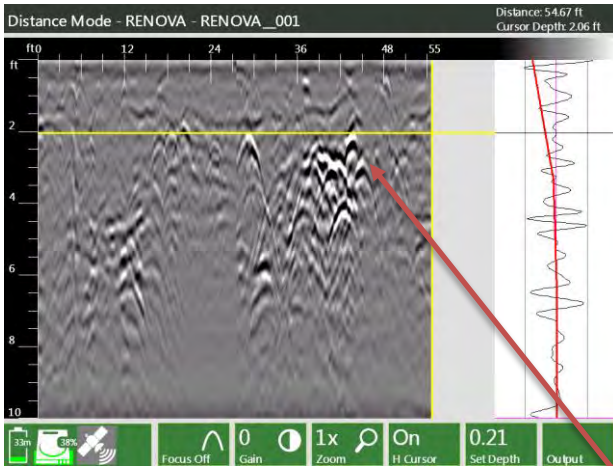 Distance Mode - RENOVA - RENOVA__001
Distance: 54.67 ft
Cursor Depth: 2.06 ft
ft0 12 24 36 48 55
ft
2
4
6
8
10
33m 38%
Focus Off
0
Gain
1x
Zoom
On
H Cursor
0.21
Set Depth
Output